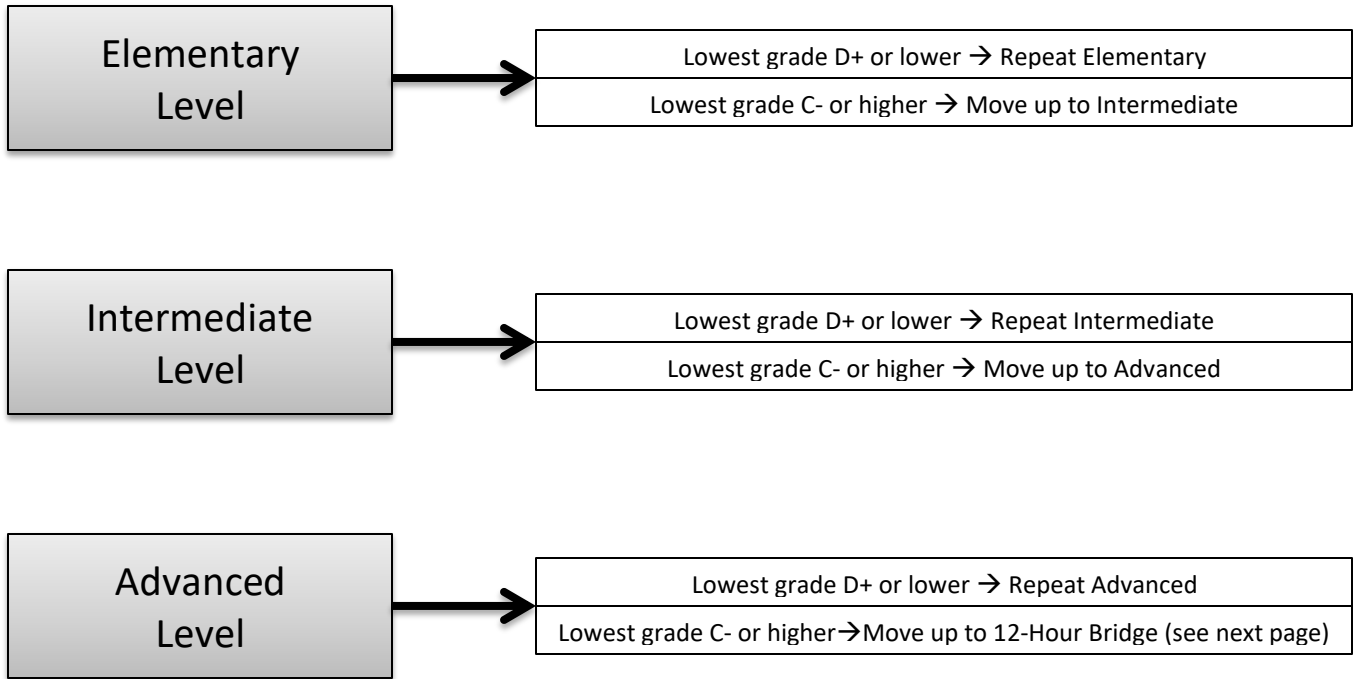 Elementary
Level
Lowest grade D+ or lower → Repeat Elementary
Lowest grade C- or higher → Move up to Intermediate
Intermediate
Level
Lowest grade D+ or lower → Repeat Intermediate
Lowest grade C- or higher → Move up to Advanced
Advanced
Level
Lowest grade D+ or lower → Repeat Advanced
Lowest grade C- or higher→Move up to 12-Hour Bridge (see next page)